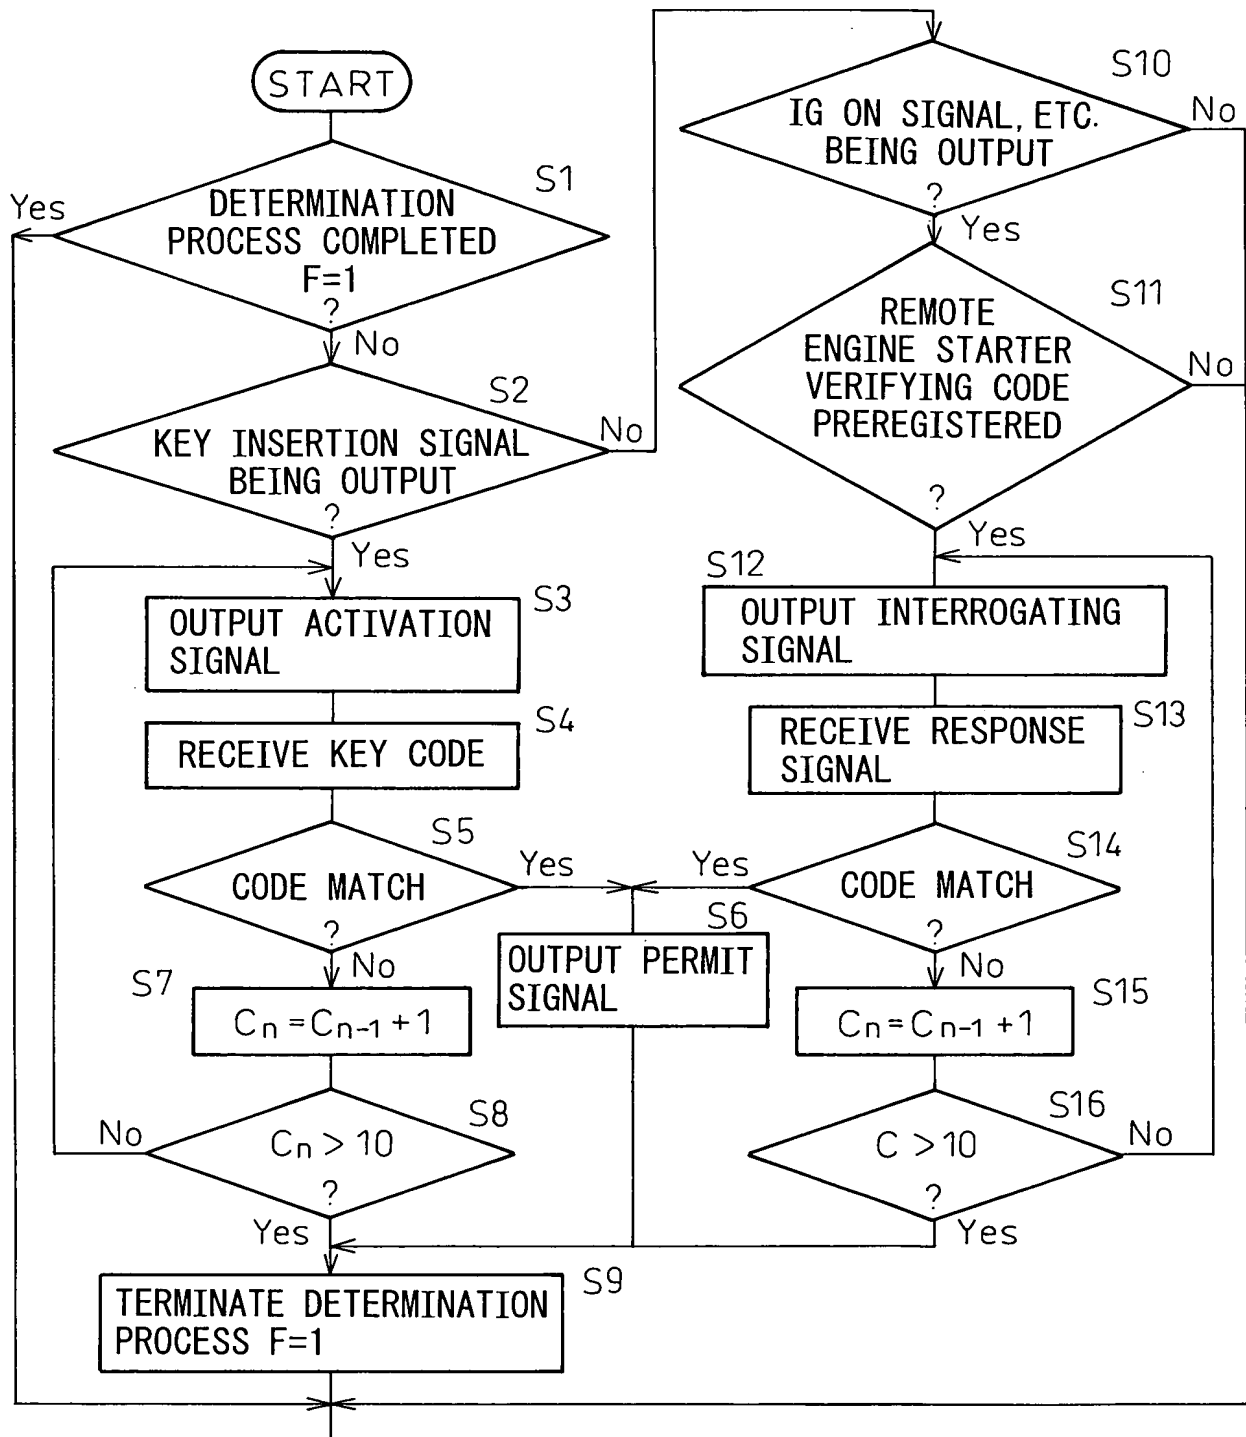 START
S1
DETERMINATION
PROCESS COMPLETED
F=1
?
Yes
No
S2
KEY INSERTION SIGNAL
BEING OUTPUT
?
No
Yes
S3
OUTPUT ACTIVATION
SIGNAL
S4
RECEIVE KEY CODE
S5
CODE MATCH
?
Yes
No
S6
OUTPUT PERMIT
SIGNAL
S7
Cn=Cn-1+1
S8
Cn>10
?
No
Yes
S9
TERMINATE DETERMINATION
PROCESS F=1
S10
IG ON SIGNAL, ETC.
BEING OUTPUT
?
No
Yes
S11
REMOTE
ENGINE STARTER
VERIFYING CODE
PREREGISTERED
?
No
Yes
S12
OUTPUT INTERROGATING
SIGNAL
S13
RECEIVE RESPONSE
SIGNAL
S14
CODE MATCH
?
Yes
No
S15
Cn=Cn-1+1
S16
C>10
?
No
Yes